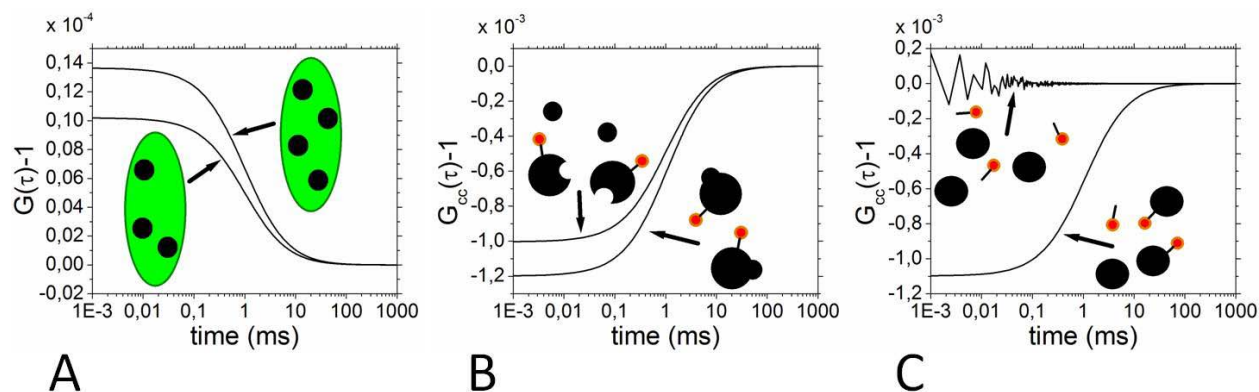 x 10⁻⁴
0,14
0,12
0,10
0,08
0,06
0,04
0,02
0,00
-0,02
G(τ)-1
1E-3 0,01 0,1 1 10 100 1000
time (ms)
A
x 10⁻³
0,0
-0,2
-0,4
-0,6
-0,8
-1,0
-1,2
Gcc(τ)-1
1E-3 0,01 0,1 1 10 100 1000
time (ms)
B
x 10⁻³
0,2
0,0
-0,2
-0,4
-0,6
-0,8
-1,0
-1,2
Gcc(τ)-1
1E-3 0,01 0,1 1 10 100 1000
time (ms)
C